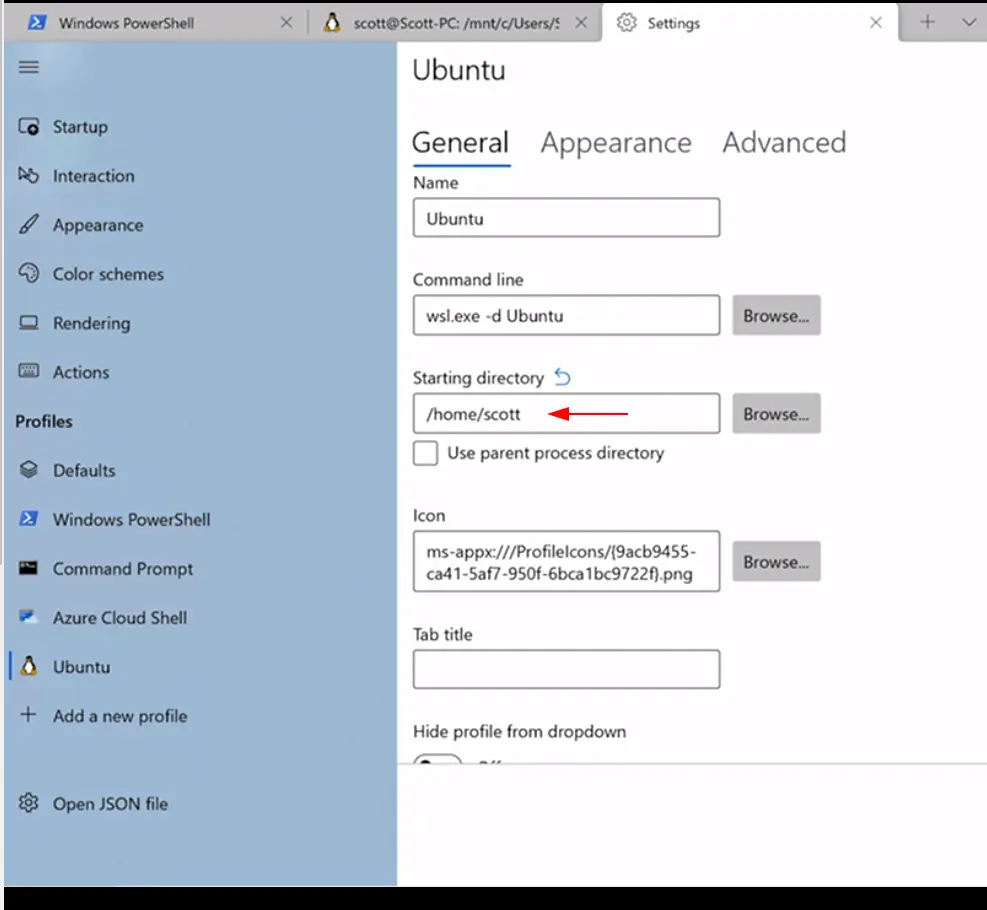 Windows PowerShell
scott@Scott-PC: /mnt/c/Users/S
Settings
Startup
Interaction
Appearance
Color schemes
Rendering
Actions
Profiles
Defaults
Windows PowerShell
Command Prompt
Azure Cloud Shell
Ubuntu
Add a new profile
Open JSON file
Ubuntu
General Appearance Advanced
Name
Ubuntu
Command line
wsl.exe -d Ubuntu Browse...
Starting directory
/home/scott Browse...
Use parent process directory
Icon
ms-appx:///ProfileIcons/{9acb9455-
ca41-5af7-950f-6bca1bc9722f}.png
Browse...
Tab title
Hide profile from dropdown